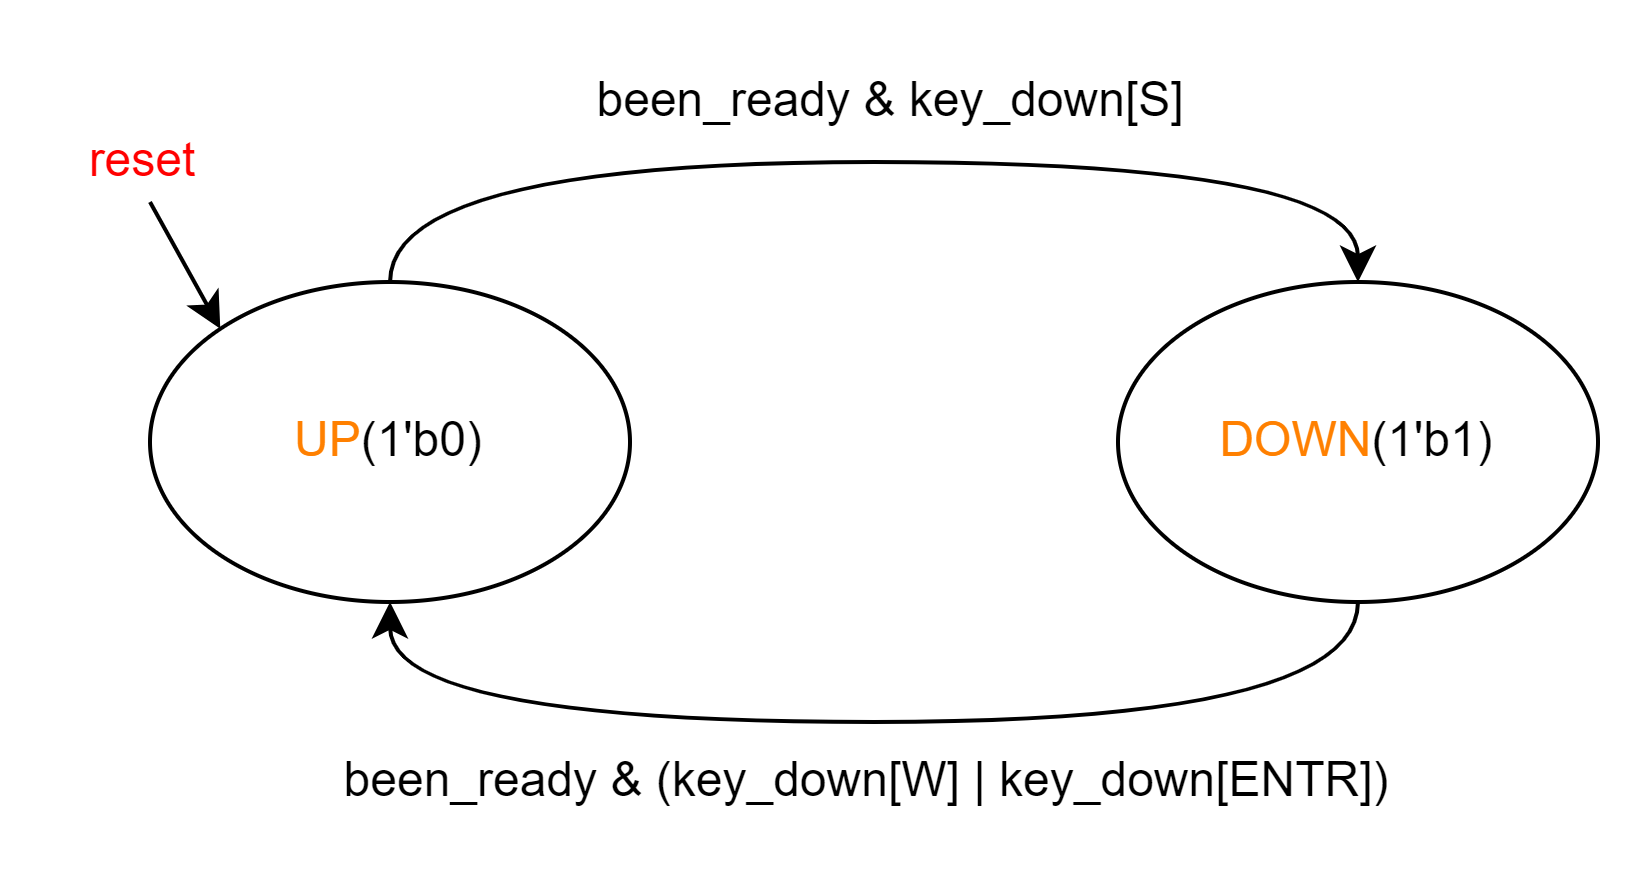 been_ready & key_down[S]
reset
UP(1'b0)
DOWN(1'b1)
been_ready & (key_down[W] | key_down[ENTR])